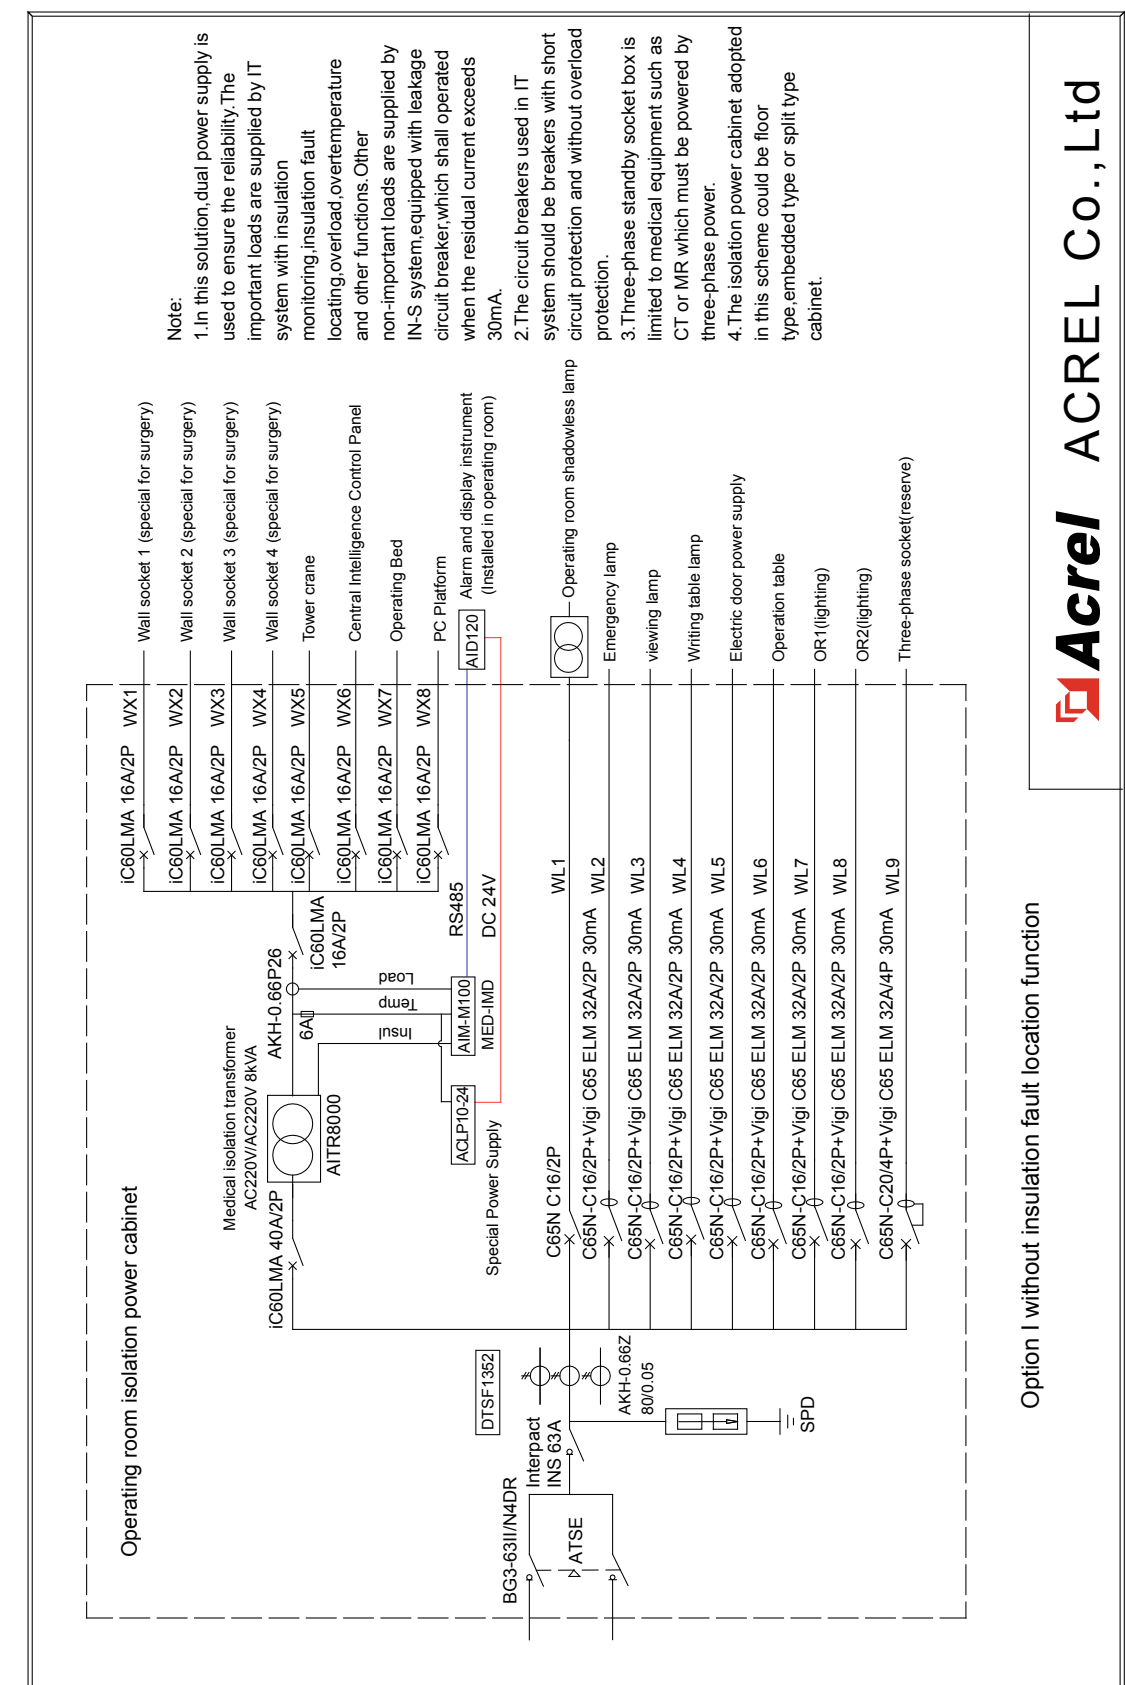 Operating room isolation power cabinet
Medical isolation transformer
AC220V/AC220V 8kVA
iC60LMA 40A/2P
AITR8000
AKH-0.66P26
6A
iC60LMA
16A/2P
Insul
Temp
Load
ACLP10-24
Special Power Supply
AIM-M100
MED-IMD
RS485
DC 24V
AID120
Alarm and display instrument
(Installed in operating room)
iC60LMA 16A/2P WX1 Wall socket 1 (special for surgery)
iC60LMA 16A/2P WX2 Wall socket 2 (special for surgery)
iC60LMA 16A/2P WX3 Wall socket 3 (special for surgery)
iC60LMA 16A/2P WX4 Wall socket 4 (special for surgery)
iC60LMA 16A/2P WX5 Tower crane
iC60LMA 16A/2P WX6 Central Intelligence Control Panel
iC60LMA 16A/2P WX7 Operating Bed
iC60LMA 16A/2P WX8 PC Platform
BG3-63II/N4DR
ATSE
Interpact
INS 63A
DTSF1352
AKH-0.66Z
80/0.05
SPD
C65N C16/2P WL1 Operating room shadowless lamp
C65N-C16/2P+Vigi C65 ELM 32A/2P 30mA WL2 Emergency lamp
C65N-C16/2P+Vigi C65 ELM 32A/2P 30mA WL3 viewing lamp
C65N-C16/2P+Vigi C65 ELM 32A/2P 30mA WL4 Writing table lamp
C65N-C16/2P+Vigi C65 ELM 32A/2P 30mA WL5 Electric door power supply
C65N-C16/2P+Vigi C65 ELM 32A/2P 30mA WL6 Operation table
C65N-C16/2P+Vigi C65 ELM 32A/2P 30mA WL7 OR1(lighting)
C65N-C16/2P+Vigi C65 ELM 32A/2P 30mA WL8 OR2(lighting)
C65N-C20/4P+Vigi C65 ELM 32A/4P 30mA WL9 Three-phase socket(reserve)
Note:
1.In this solution,dual power supply is
used to ensure the reliability.The
important loads are supplied by IT
system with insulation
monitoring,insulation fault
locating,overload,overtemperature
and other functions.Other
non-important loads are supplied by
IN-S system,equipped with leakage
circuit breaker,which shall operated
when the residual current exceeds
30mA.
2.The circuit breakers used in IT
system should be breakers with short
circuit protection and without overload
protection.
3.Three-phase standby socket box is
limited to medical equipment such as
CT or MR which must be powered by
three-phase power.
4.The isolation power cabinet adopted
in this scheme could be floor
type,embedded type or split type
cabinet.
Option I without insulation fault location function
Acrel ACREL Co.,Ltd